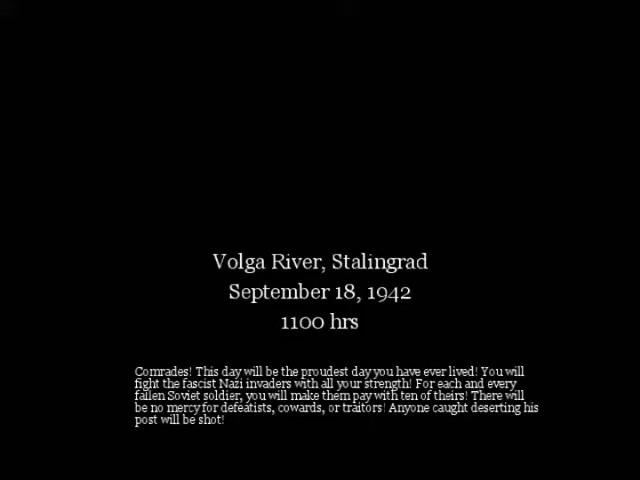 Volga River, Stalingrad
September 18, 1942
1100 hrs
Comrades! This day will be the proudest day you have ever lived! You will
fight the fascist Nazi invaders with all your strength! For each and every
fallen Soviet soldier, you will make them pay with ten of theirs! There will
be no mercy for defeatists, cowards, or traitors! Anyone caught deserting his
post will be shot!